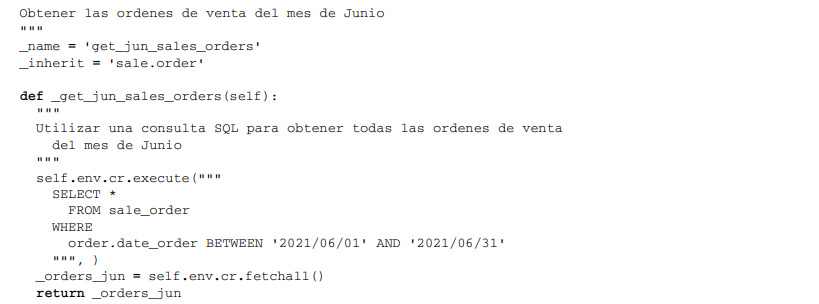 Obtener las ordenes de venta del mes de Junio
"""
_name = 'get_jun_sales_orders'
_inherit = 'sale.order'
def _get_jun_sales_orders(self):
"""
Utilizar una consulta SQL para obtener todas las ordenes de venta
del mes de Junio
"""
self.env.cr.execute("""
SELECT *
FROM sale_order
WHERE
order.date_order BETWEEN '2021/06/01' AND '2021/06/31'
""", )
_orders_jun = self.env.cr.fetchall()
return _orders_jun